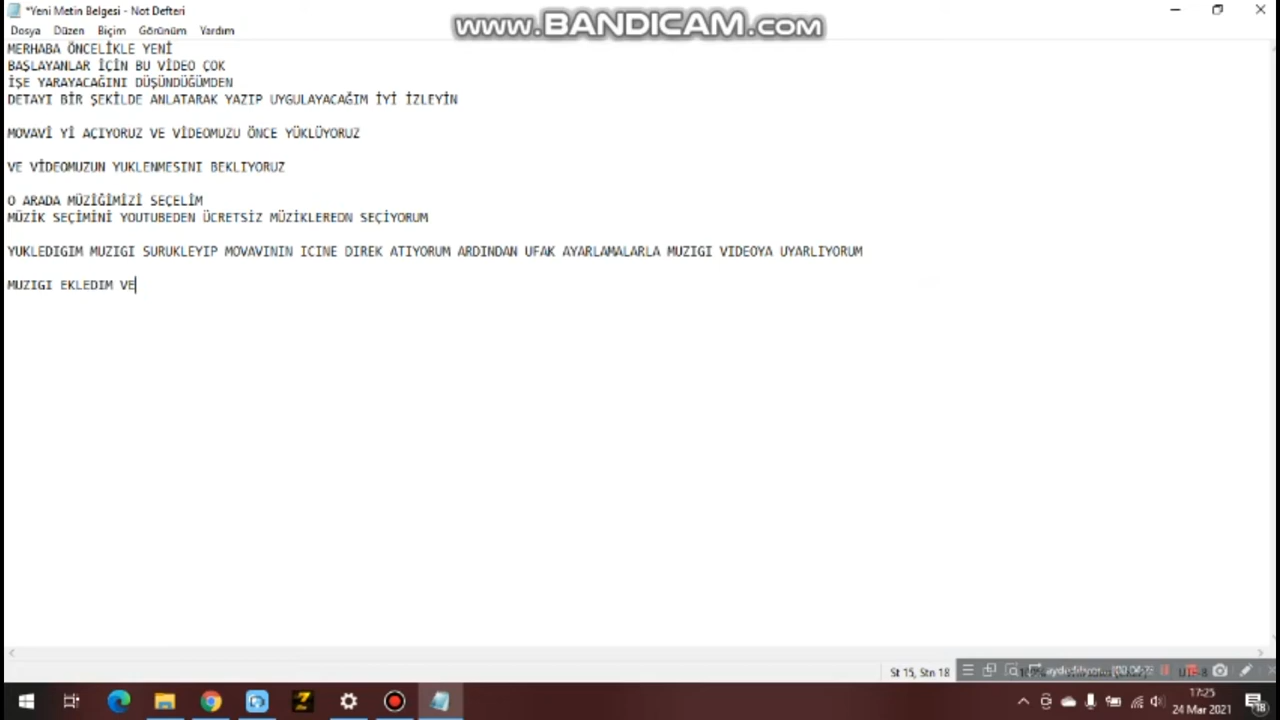 *Yeni Metin Belgesi - Not Defteri
www.BANDICAM.com
Dosya Düzen Biçim Görünüm Yardım
MERHABA ÖNCELİKLE YENİ
BAŞLAYANLAR İÇİN BU VİDEO ÇOK
İŞE YARAYACAĞINI DÜŞÜNDÜĞÜMDEN
DETAYI BİR ŞEKİLDE ANLATARAK YAZIP UYGULAYACAĞIM İYİ İZLEYİN
MOVAVİ Yİ AÇIYORUZ VE VİDEOMUZU ÖNCE YÜKLÜYORUZ
VE VİDEOMUZUN YUKLENMESINI BEKLIYORUZ
O ARADA MÜZİĞİMİZİ SEÇELİM
MÜZİK SEÇİMİNİ YOUTUBEDEN ÜCRETSİZ MÜZİKLEREDN SEÇİYORUM
YUKLEDIGIM MUZIGI SURUKLEYIP MOVAVININ ICINE DIREK ATIYORUM ARDINDAN UFAK AYARLAMALARLA MUZIGI VIDEOYA UYARLIYORUM
MUZIGI EKLEDIM VE
St 15, Stn 18
17:25
24 Mar 2021
18